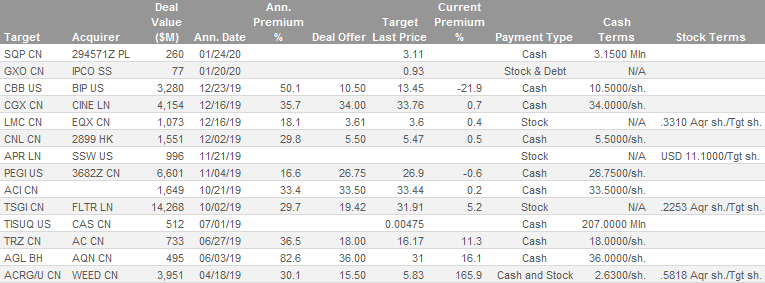 Target Acquirer Deal Value ($M) Ann. Date Ann. Premium % Deal Offer Target Last Price Current Premium % Payment Type Cash Terms Stock Terms
SQP CN 294571Z PL 260 01/24/20 3.11 Cash 3.1500 Mln
GXO CN IPCO SS 77 01/20/20 0.93 Stock & Debt N/A
CBB US BIP US 3,280 12/23/19 50.1 10.50 13.45 -21.9 Cash 10.5000/sh.
CGX CN CINE LN 4,154 12/16/19 35.7 34.00 33.76 0.7 Cash 34.0000/sh.
LMC CN EQX CN 1,073 12/16/19 18.1 3.61 3.6 0.4 Stock N/A .3310 Aqr sh./Tgt sh.
CNL CN 2899 HK 1,551 12/02/19 29.8 5.50 5.47 0.5 Cash 5.5000/sh.
APR LN SSW US 996 11/21/19 Stock N/A USD 11.1000/Tgt sh.
PEGI US 3682Z CN 6,601 11/04/19 16.6 26.75 26.9 -0.6 Cash 26.7500/sh.
ACI CN 1,649 10/21/19 33.4 33.50 33.44 0.2 Cash 33.5000/sh.
TSGI CN FLTR LN 14,268 10/02/19 29.7 19.42 31.91 5.2 Stock N/A .2253 Aqr sh./Tgt sh.
TISUQ US CAS CN 512 07/01/19 0.00475 Cash 207.0000 Mln
TRZ CN AC CN 733 06/27/19 36.5 18.00 16.17 11.3 Cash 18.0000/sh.
AGL BH AQN CN 495 06/03/19 82.6 36.00 31 16.1 Cash 36.0000/sh.
ACRG/U CN WEED CN 3,951 04/18/19 30.1 15.50 5.83 165.9 Cash and Stock 2.6300/sh. .5818 Aqr sh./Tgt sh.